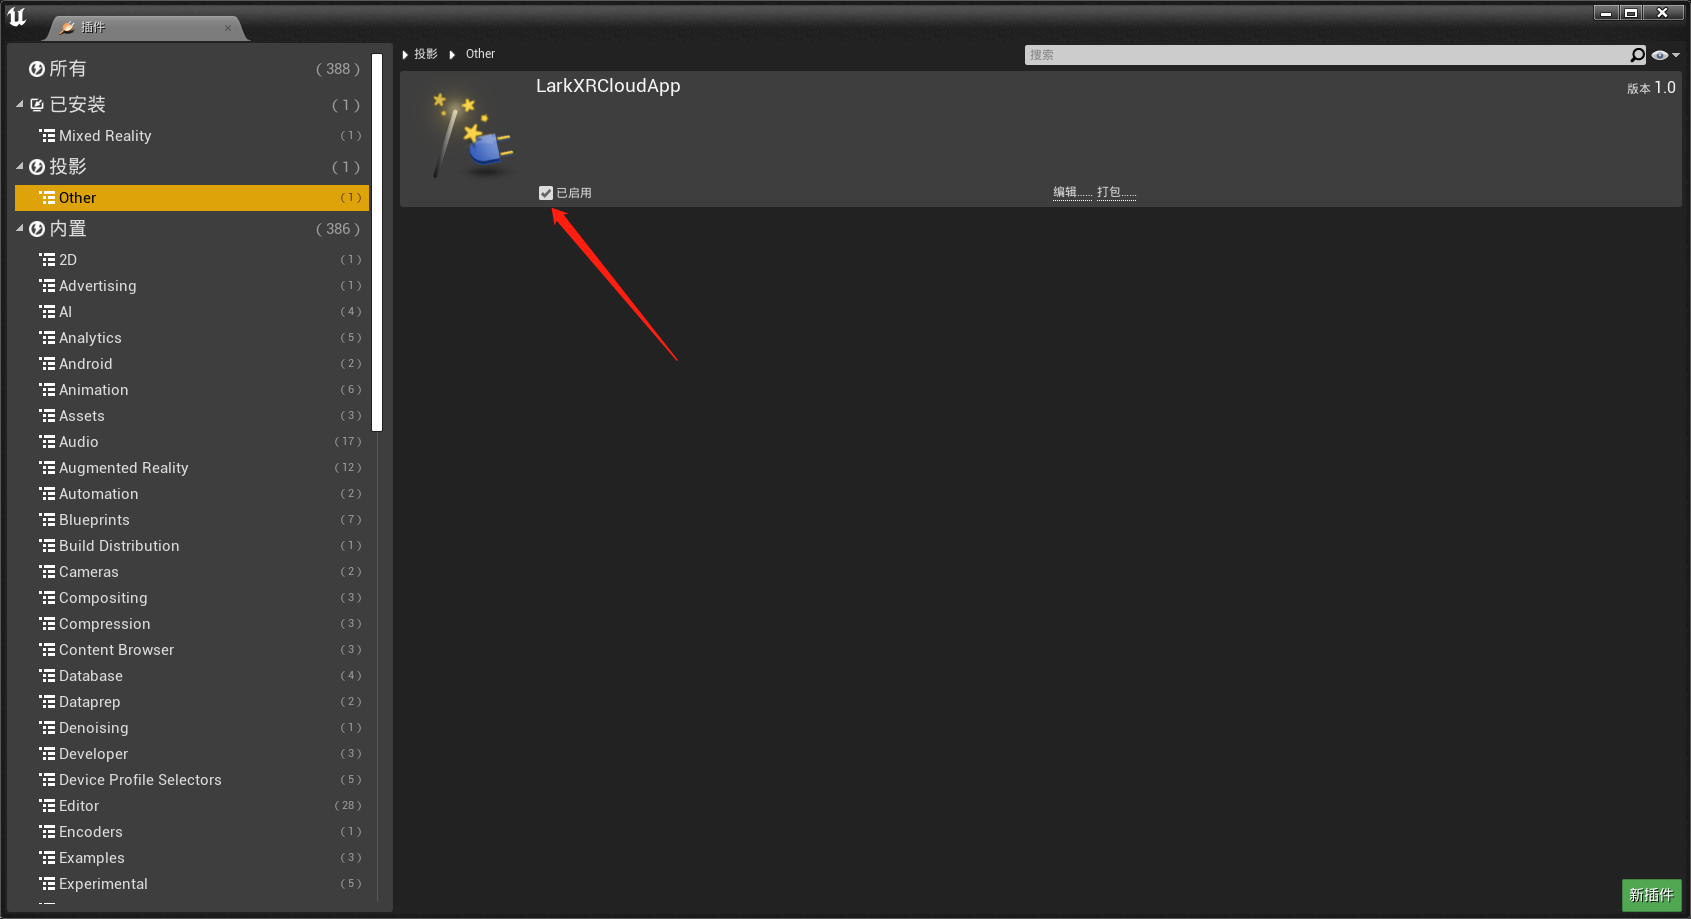 插件
所有 ( 388 )
已安装 ( 1 )
Mixed Reality ( 1 )
投影 ( 1 )
Other ( 1 )
内置 ( 386 )
2D ( 1 )
Advertising ( 1 )
AI ( 4 )
Analytics ( 5 )
Android ( 2 )
Animation ( 6 )
Assets ( 3 )
Audio ( 17 )
Augmented Reality ( 12 )
Automation ( 2 )
Blueprints ( 7 )
Build Distribution ( 1 )
Cameras ( 2 )
Compositing ( 3 )
Compression ( 3 )
Content Browser ( 3 )
Database ( 4 )
Dataprep ( 2 )
Denoising ( 1 )
Developer ( 3 )
Device Profile Selectors ( 5 )
Editor ( 28 )
Encoders ( 1 )
Examples ( 3 )
Experimental ( 5 )
投影 Other
搜索
LarkXRCloudApp
版本 1.0
已启用
编辑...... 打包......
新插件